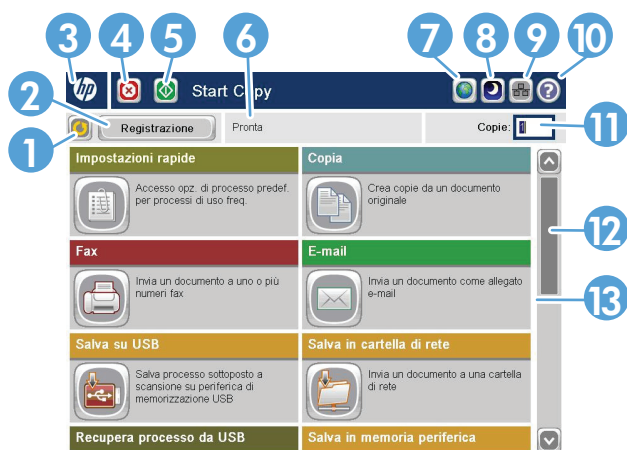 3 4 5 6 7 8 9 10
hp Start Copy ?
2 Registrazione Pronta Copie: 1 11
1
Impostazioni rapide
Accesso opz. di processo predef.
per processi di uso freq.
Copia
Crea copie da un documento
originale
12
Fax
Invia un documento a uno o più
numeri fax
E-mail
Invia un documento come allegato
e-mail
13
Salva su USB
Salva processo sottoposto a
scansione su periferica di
memorizzazione USB
Salva in cartella di rete
Invia un documento a una cartella
di rete
Recupera processo da USB
Salva in memoria periferica